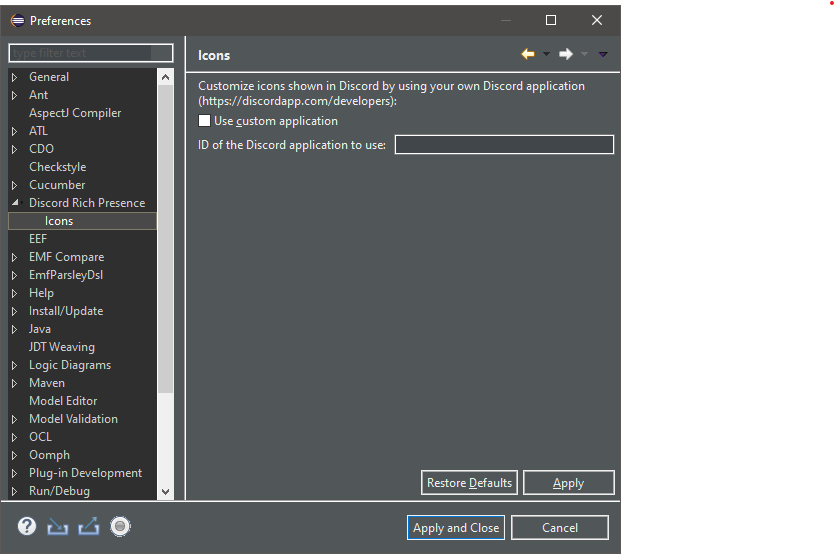 Preferences
type filter text
Icons
General
Ant
AspectJ Compiler
ATL
CDO
Checkstyle
Cucumber
Discord Rich Presence
Icons
EEF
EMF Compare
EmfParsleyDsl
Help
Install/Update
Java
JDT Weaving
Logic Diagrams
Maven
Model Editor
Model Validation
OCL
Oomph
Plug-in Development
Run/Debug
Customize icons shown in Discord by using your own Discord application
(https://discordapp.com/developers):
Use custom application
ID of the Discord application to use:
Restore Defaults
Apply
?
Apply and Close
Cancel